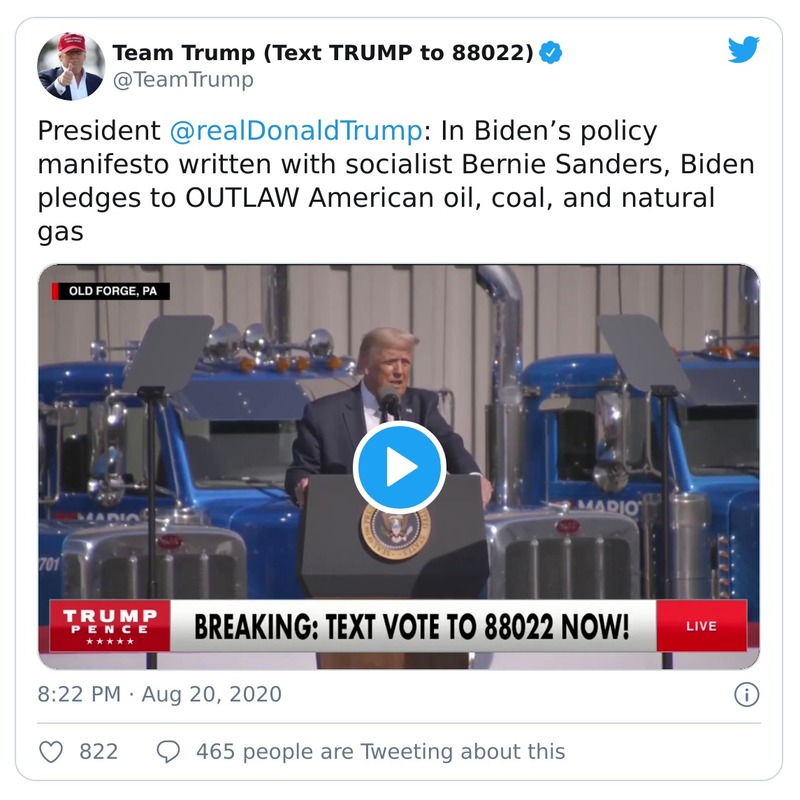 Team Trump (Text TRUMP to 88022)
@TeamTrump
President @realDonaldTrump: In Biden’s policy
manifesto written with socialist Bernie Sanders, Biden
pledges to OUTLAW American oil, coal, and natural
gas
OLD FORGE, PA
MARIO
MARIO
701
TRUMP
PENCE
BREAKING: TEXT VOTE TO 88022 NOW!
LIVE
8:22 PM · Aug 20, 2020
822
465 people are Tweeting about this